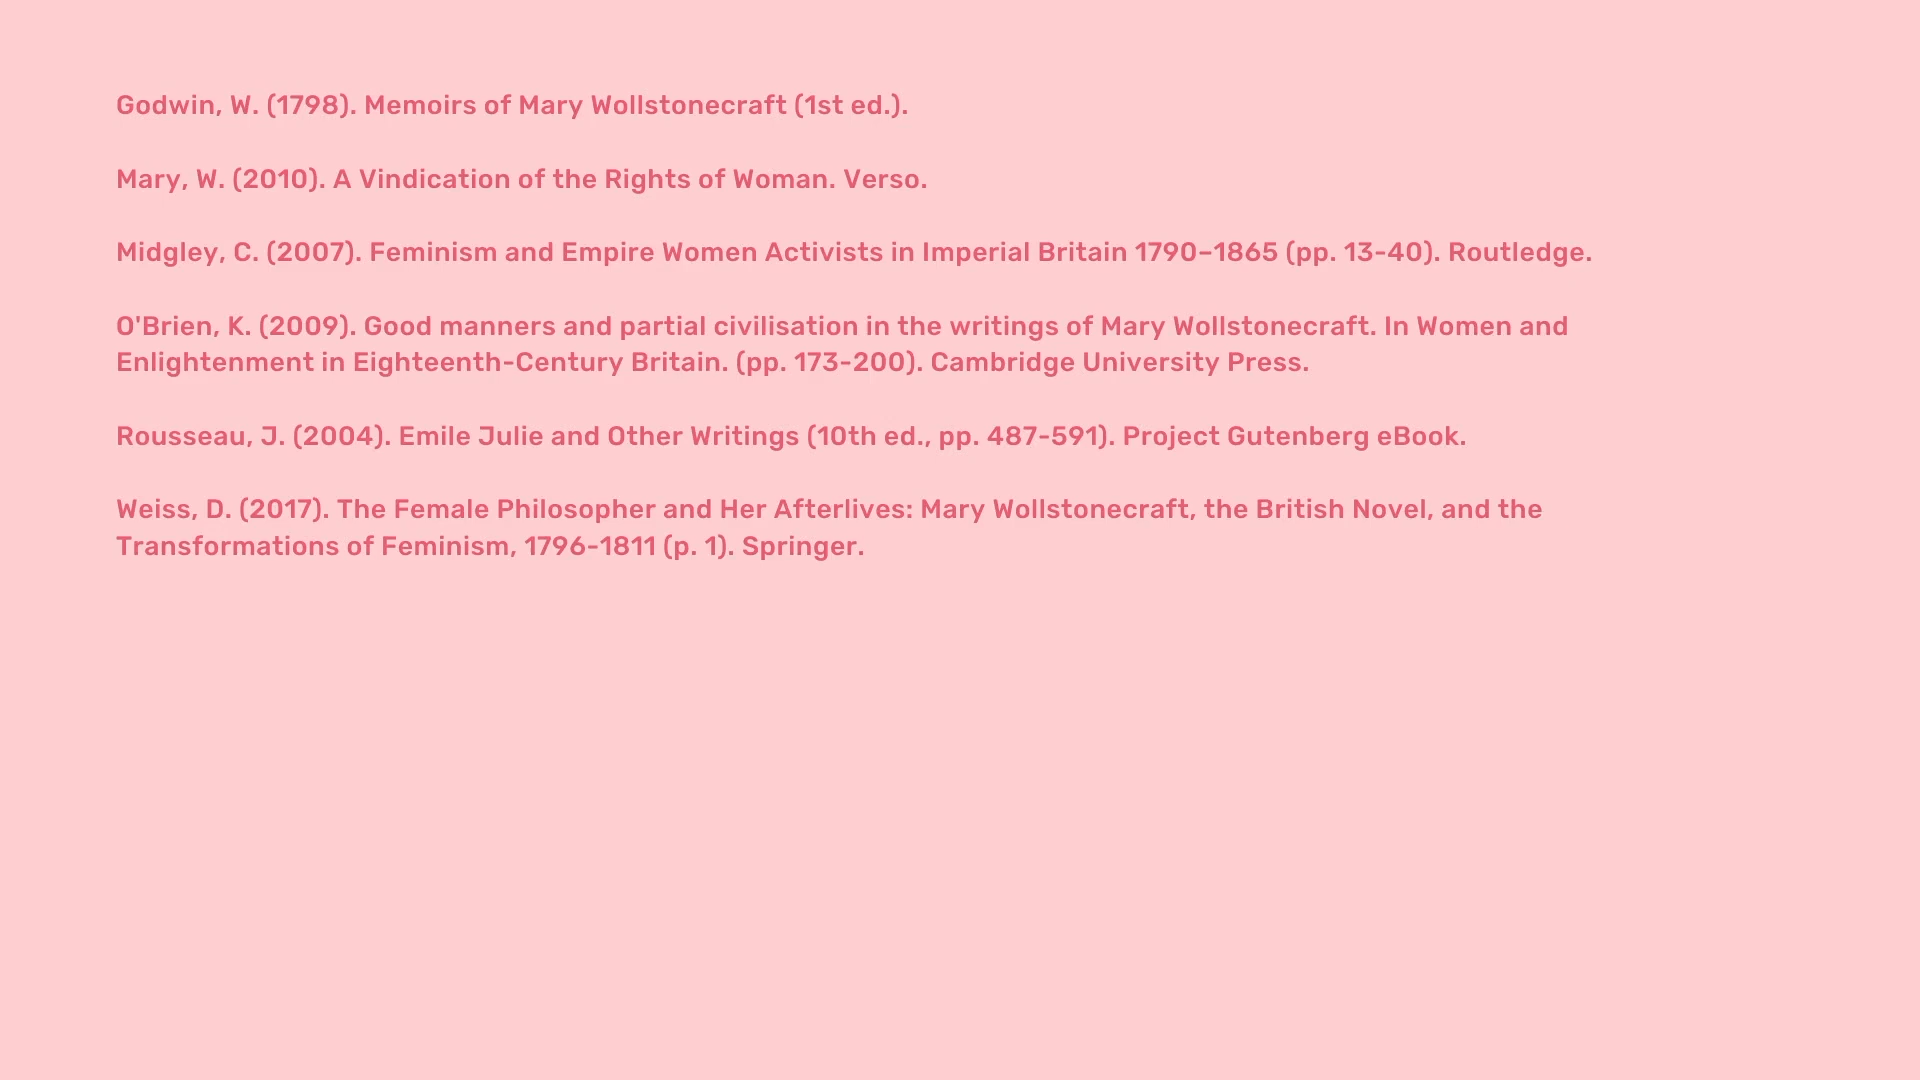 Godwin, W. (1798). Memoirs of Mary Wollstonecraft (1st ed.).
Mary, W. (2010). A Vindication of the Rights of Woman. Verso.
Midgley, C. (2007). Feminism and Empire Women Activists in Imperial Britain 1790–1865 (pp. 13-40). Routledge.
O'Brien, K. (2009). Good manners and partial civilisation in the writings of Mary Wollstonecraft. In Women and
Enlightenment in Eighteenth-Century Britain. (pp. 173-200). Cambridge University Press.
Rousseau, J. (2004). Emile Julie and Other Writings (10th ed., pp. 487-591). Project Gutenberg eBook.
Weiss, D. (2017). The Female Philosopher and Her Afterlives: Mary Wollstonecraft, the British Novel, and the
Transformations of Feminism, 1796-1811 (p. 1). Springer.